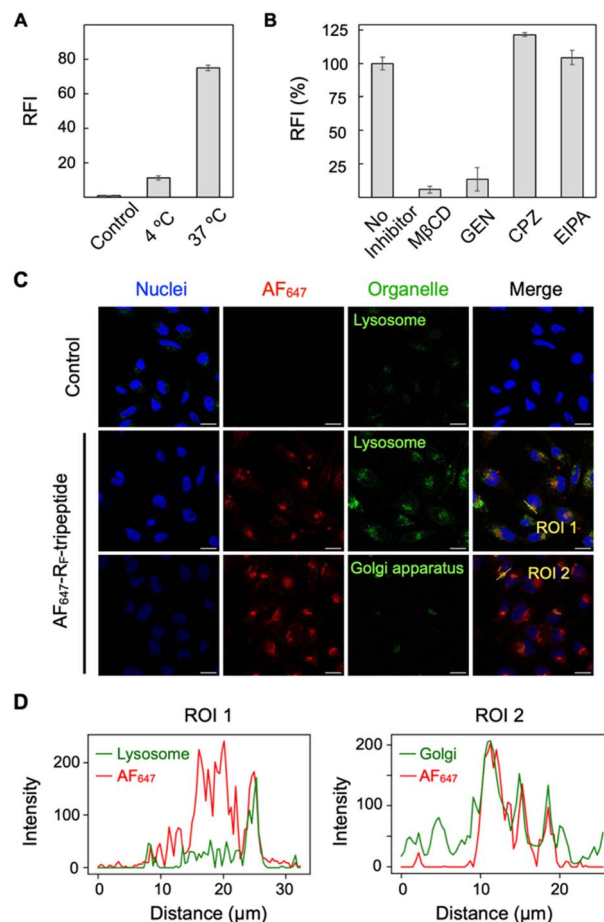 A
RFI
80
60
40
20
Control
4 ºC
37 ºC
B
RFI (%)
125
100
75
50
25
No Inhibitor
MβCD
GEN
CPZ
EIPA
C
Nuclei
AF647
Organelle
Merge
Control
Lysosome
AF647-RF-tripeptide
Lysosome
ROI 1
Golgi apparatus
ROI 2
D
ROI 1
Lysosome
AF647
Intensity
200
100
0
0
10
20
30
Distance (µm)
ROI 2
Golgi
AF647
Intensity
200
100
0
0
10
20
Distance (µm)